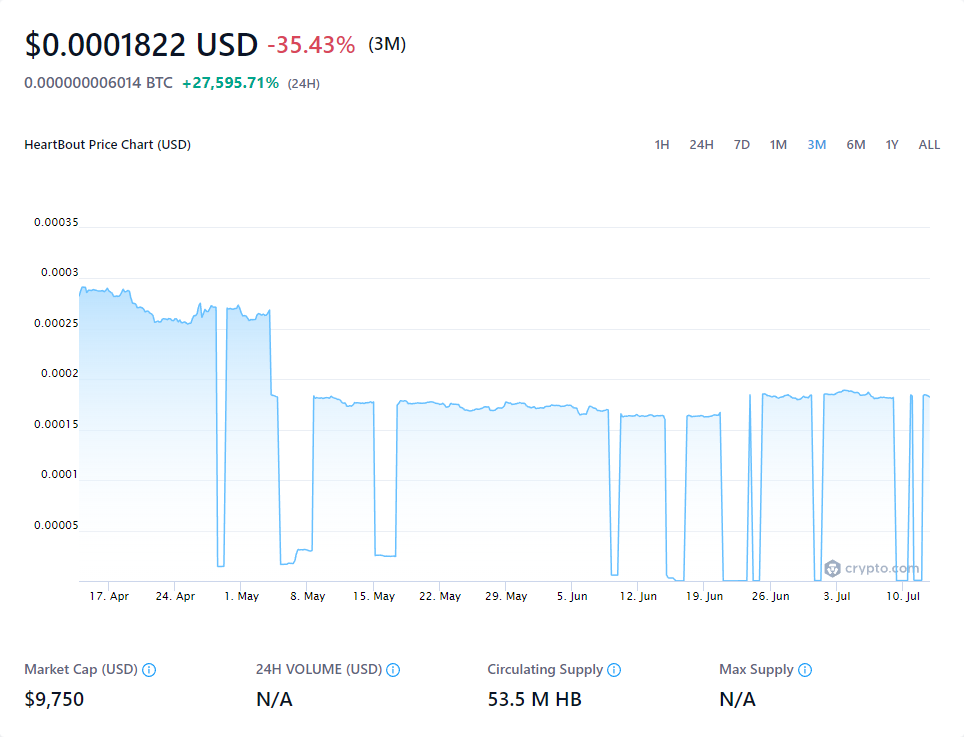 $0.0001822 USD -35.43% (3M)
0.000000006014 BTC +27,595.71% (24H)
HeartBout Price Chart (USD) 1H 24H 7D 1M 3M 6M 1Y ALL
0.00035
0.0003
0.00025
0.0002
0.00015
0.0001
0.00005
crypto.com
17. Apr 24. Apr 1. May 8. May 15. May 22. May 29. May 5. Jun 12. Jun 19. Jun 26. Jun 3. Jul 10. Jul
Market Cap (USD) 24H VOLUME (USD) Circulating Supply Max Supply
$9,750 N/A 53.5 M HB N/A